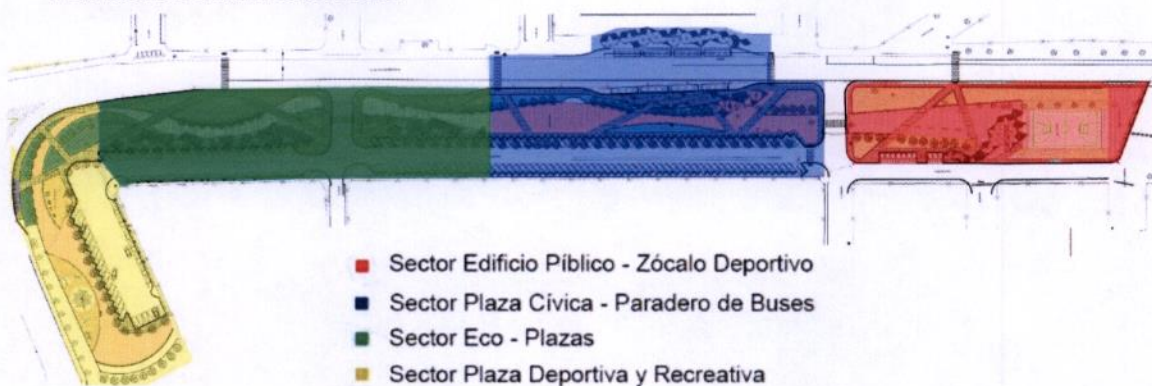 Sector Edificio Píblico - Zócalo Deportivo
Sector Plaza Cívica - Paradero de Buses
Sector Eco - Plazas
Sector Plaza Deportiva y Recreativa